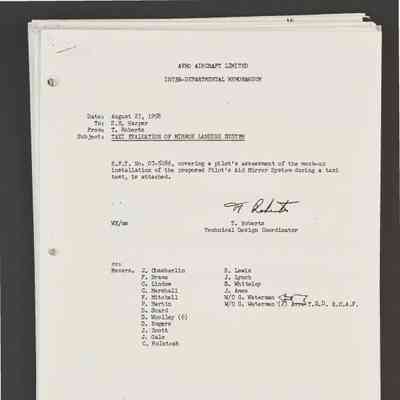 AVRO AIRCRAFT LIMITED
INTER-DEPARTMENTAL MEMORANDUM
Date: August 27, 1958
To: S.E. Harper
From: T. Roberts
Subject: TAXI EVALUATION OF MIRROR LANDING SYSTEM
covering a pilot's assessment of the mock-up
installation of the proposed Pilot's Aid Mirror System during a taxi
test, is attached.
T. Roberts
T. Roberts
Technical Design Coordinator
cc:
Messrs. J. Chamberlin R. Lewis
F. Brame J. Lynch
C. Lindow E. Whiteley
C. Marshall J. Ames
F. Mitchell W/C G. Waterman
P. Martin W/C G. Waterman R.C.A.F.
D. Scard
D. Woolley (6)
D. Rogers
J. Scott
J. Gale
C. McIntosh